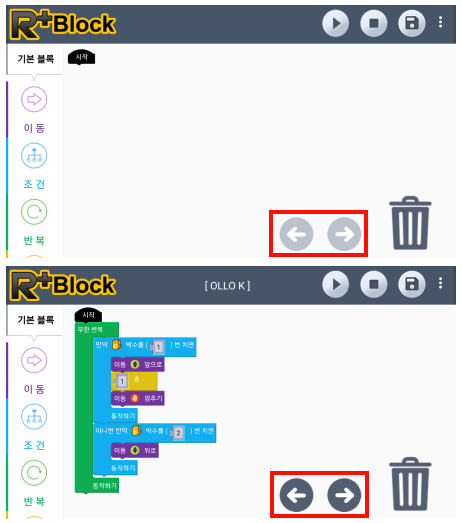 R+Block
기본 블록
시작
이 동
조 건
반 복
R+Block
[ OLLO K ]
기본 블록
시작
무한 반복
만약 박수를 ( 1 ) 번 치면
이동 앞으로
1 초
이동 멈추기
동작하기
아니면 만약 박수를 ( 2 ) 번 치면
이동 뒤로
동작하기
동작하기
이 동
조 건
반 복